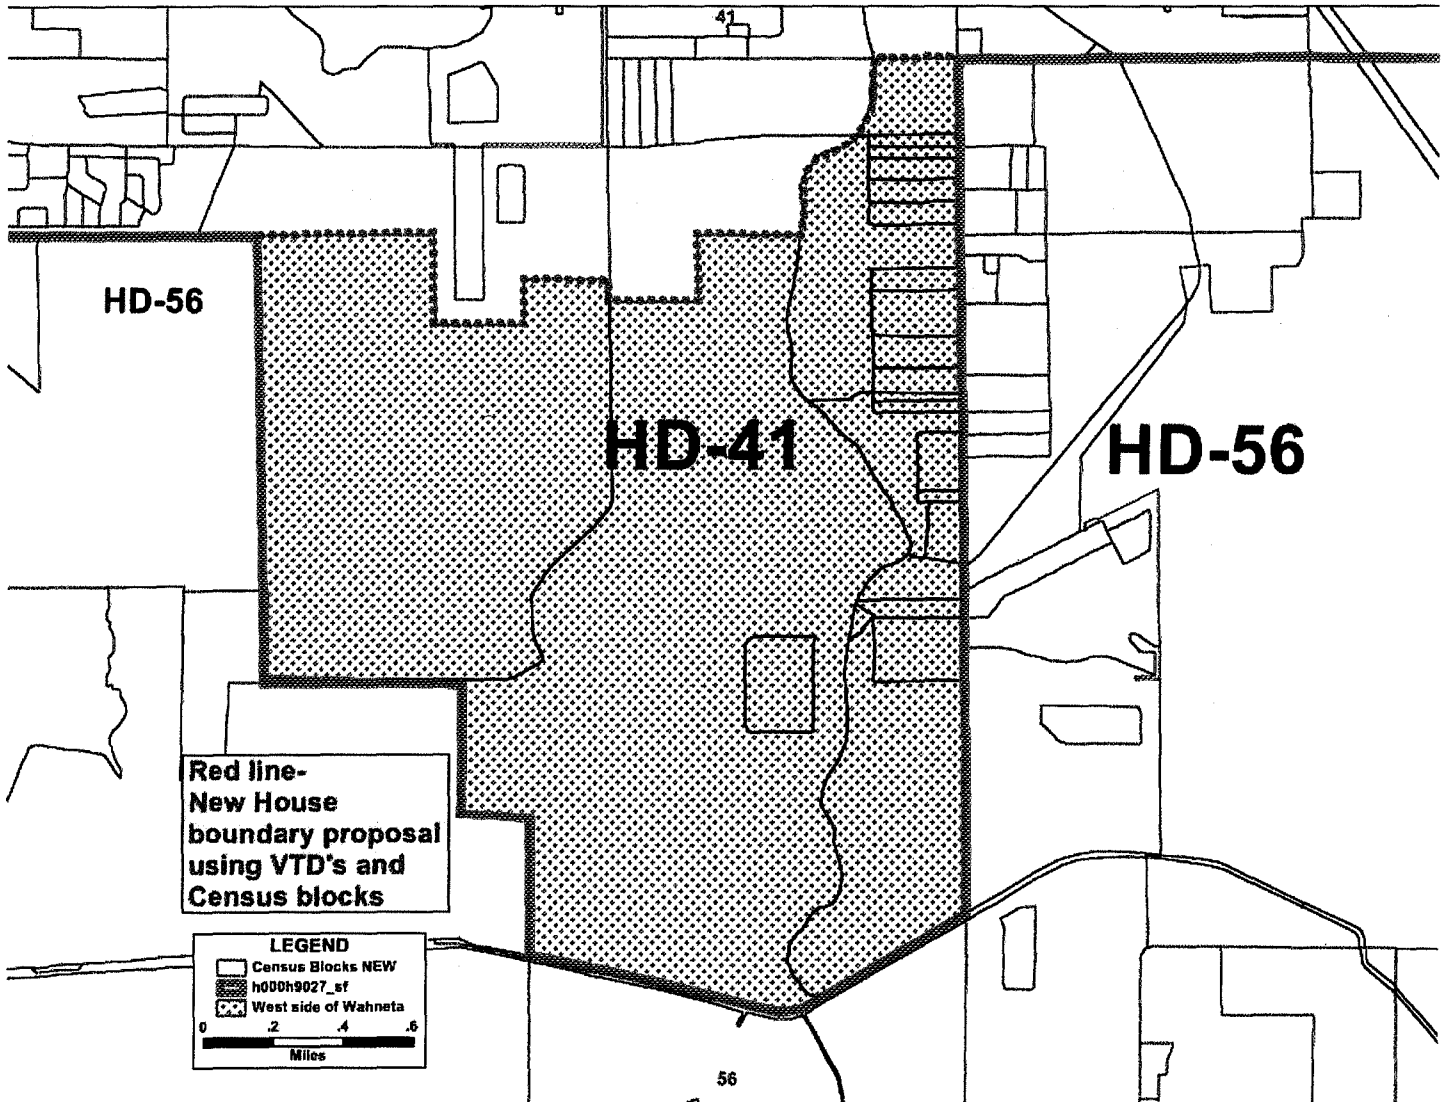 41
HD-56
HD-41
HD-56
Red line-
New House
boundary proposal
using VTD's and
Census blocks
LEGEND
Census Blocks NEW
h000h9027_sf
West side of Wahneta
0 .2 .4 .6
Miles
56